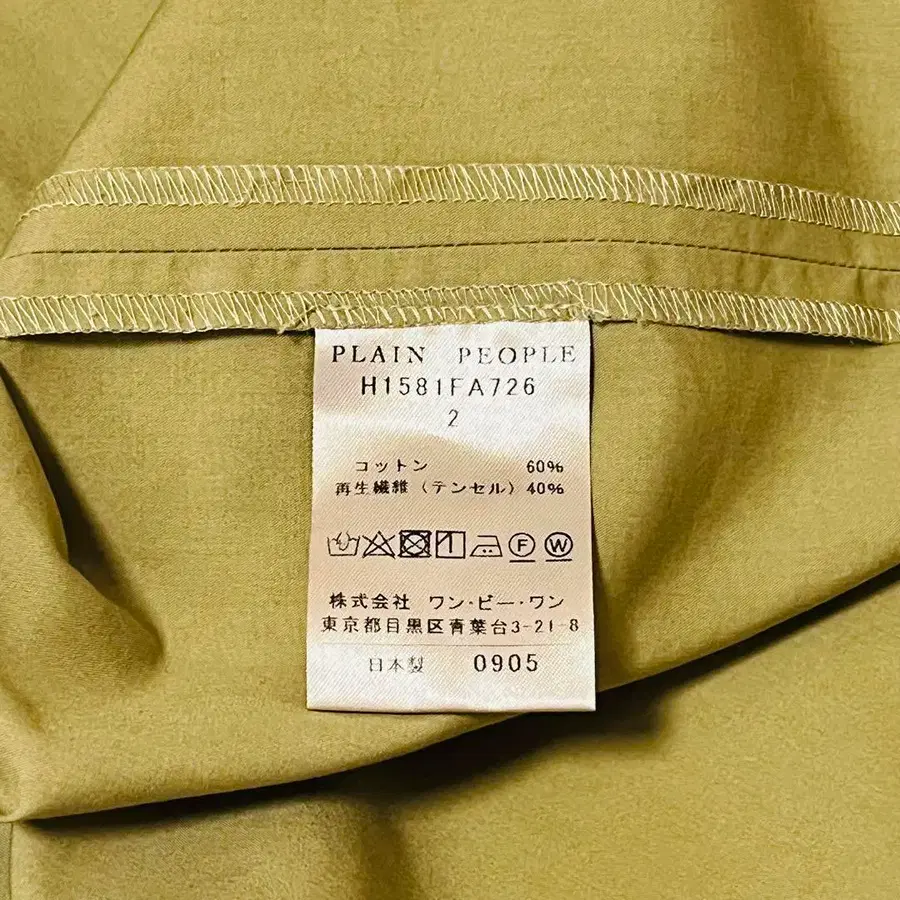 PLAIN PEOPLE
H1581FA726
2
コットン 60%
再生繊維（テンセル）40%
F W
株式会社 ワン・ビー・ワン
東京都目黒区青葉台3-21-8
日本製 0905